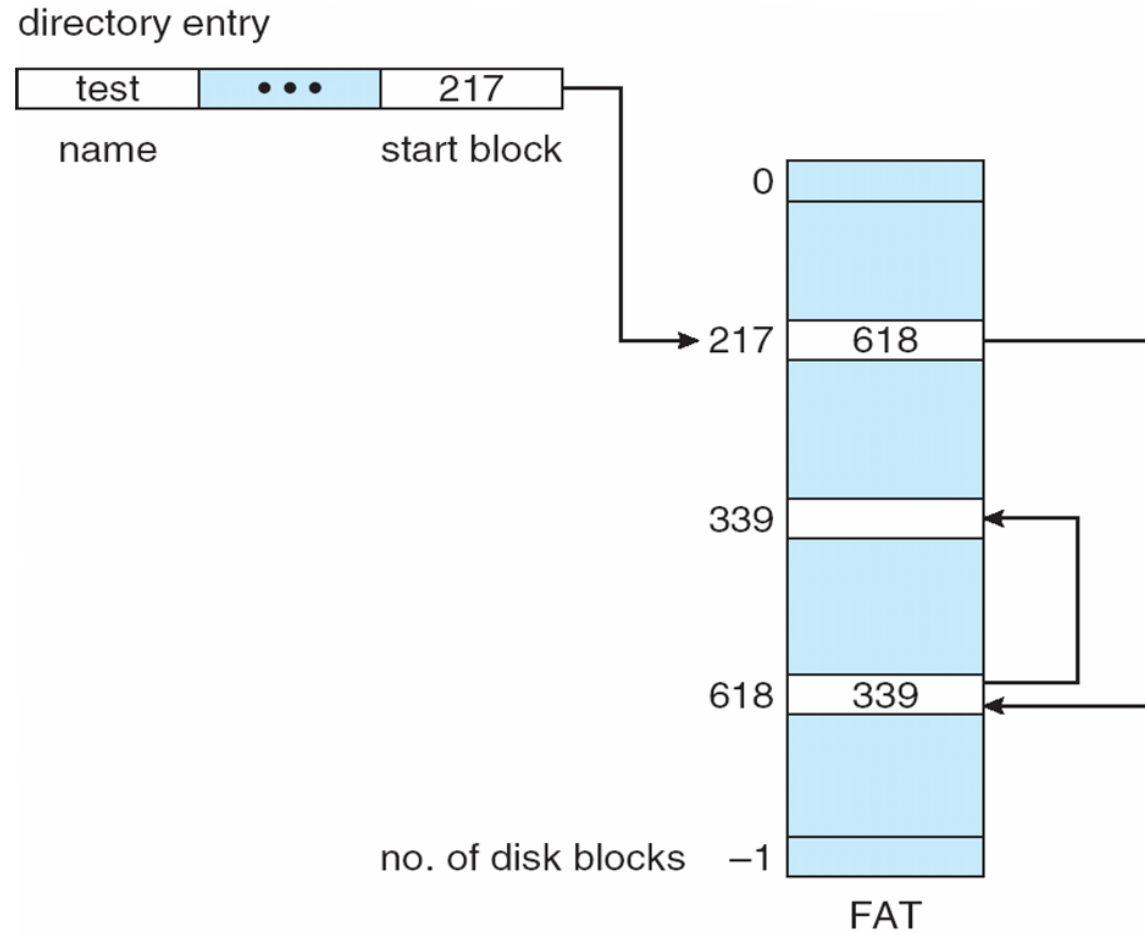 directory entry
test ••• 217
name start block
0
217 618
339
618 339
no. of disk blocks –1
FAT